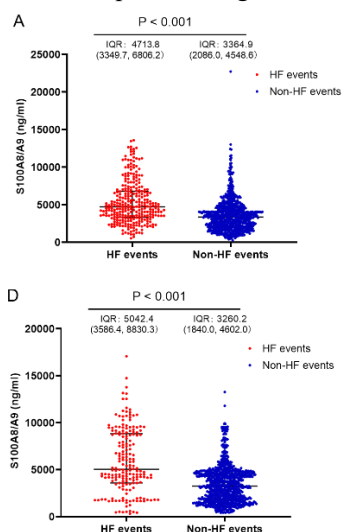 A
P < 0.001
IQR: 4713.8 IQR: 3364.9
(3349.7, 6806.2) (2086.0, 4548.6)
25000
20000
15000
10000
5000
0
S100A8/A9 (ng/ml)
HF events
Non-HF events
HF events Non-HF events
D
P < 0.001
IQR: 5042.4 IQR: 3260.2
(3586.4, 8830.3) (1840.0, 4602.0)
20000
15000
10000
5000
0
S100A8/A9 (ng/ml)
HF events
Non-HF events
HF events Non-HF events